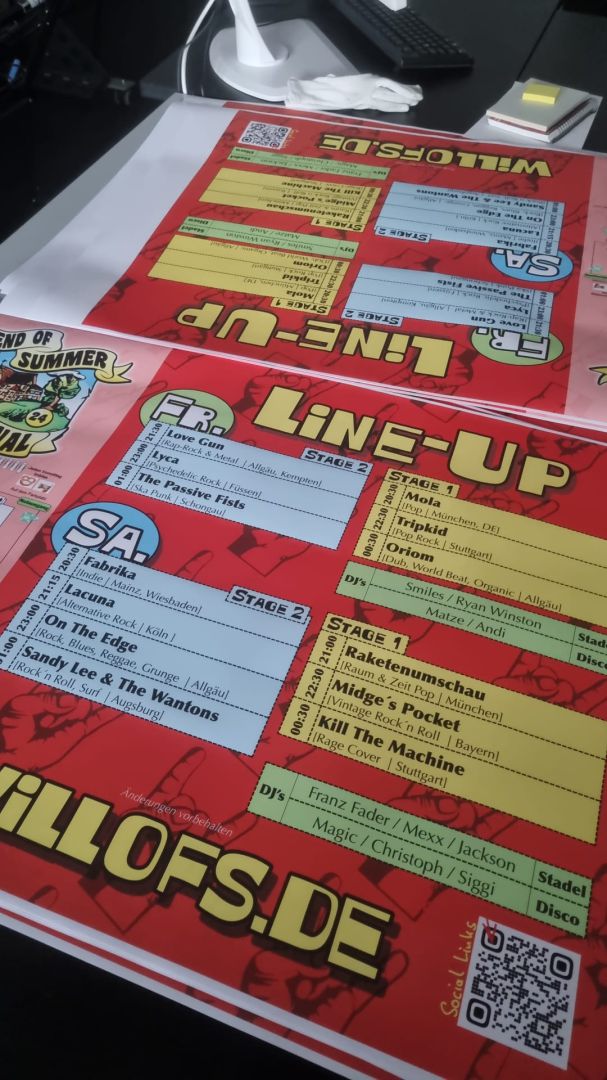 WILLOFS.DE
LINE-UP
END OF
SUMMER
24
LINE-UP
FR.
STAGE 2
21:30 Love Gun
[Rap-Rock & Metal | Allgäu, Kempten]
23:00 Lyca
[Psychedelic Rock | Füssen]
01:00 The Passive Fists
[Ska Punk | Schongau]
STAGE 1
20:30 Mola
[Pop | München, DE]
22:30 Tripkid
[Pop Rock | Stuttgart]
00:30 Oriom
[Dub, World Beat, Organic | Allgäu]
DJ's
Smiles / Ryan Winston
Matze / Andi
Disco
SA.
STAGE 2
20:30 Fabrika
[Indie | Mainz, Wiesbaden]
21:15 Lacuna
[Alternative Rock | Köln ]
23:00 On The Edge
[Rock, Blues, Reggae, Grunge | Allgäu]
Sandy Lee & The Wantons
[Rock'n Roll, Surf | Augsburg]
STAGE 1
21:00 Raketenumschau
[Raum & Zeit Pop | München]
22:30 Midge´s Pocket
[Vintage Rock´n Roll | Bayern]
00:30 Kill The Machine
[Rage Cover | Stuttgart]
DJ's
Franz Fader / Mexx / Jackson Stadel
Magic / Christoph / Siggi Disco
Änderungen vorbehalten
WILLOFS.DE
Social Links